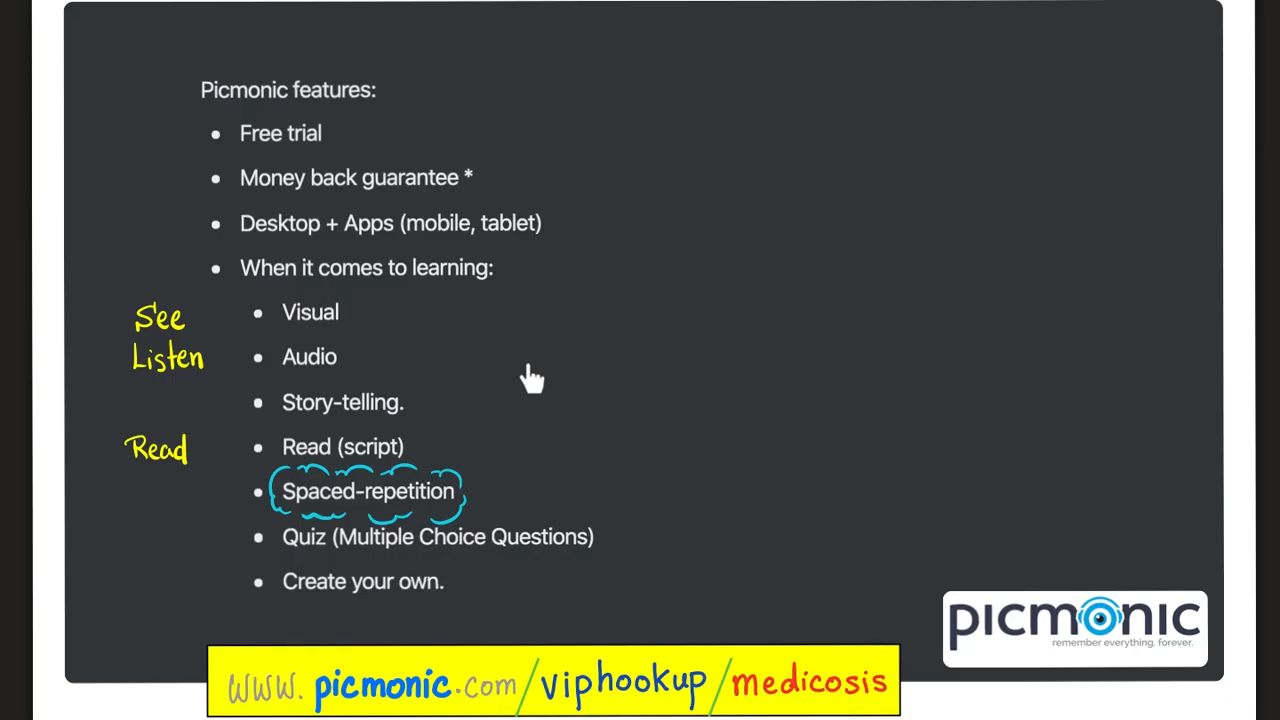 Picmonic features:
• Free trial
• Money back guarantee *
• Desktop + Apps (mobile, tablet)
• When it comes to learning:
See • Visual
Listen • Audio
• Story-telling.
Read • Read (script)
• Spaced-repetition
• Quiz (Multiple Choice Questions)
• Create your own.
picmonic
remember everything. forever.
www.picmonic.com/viphookup/medicosis